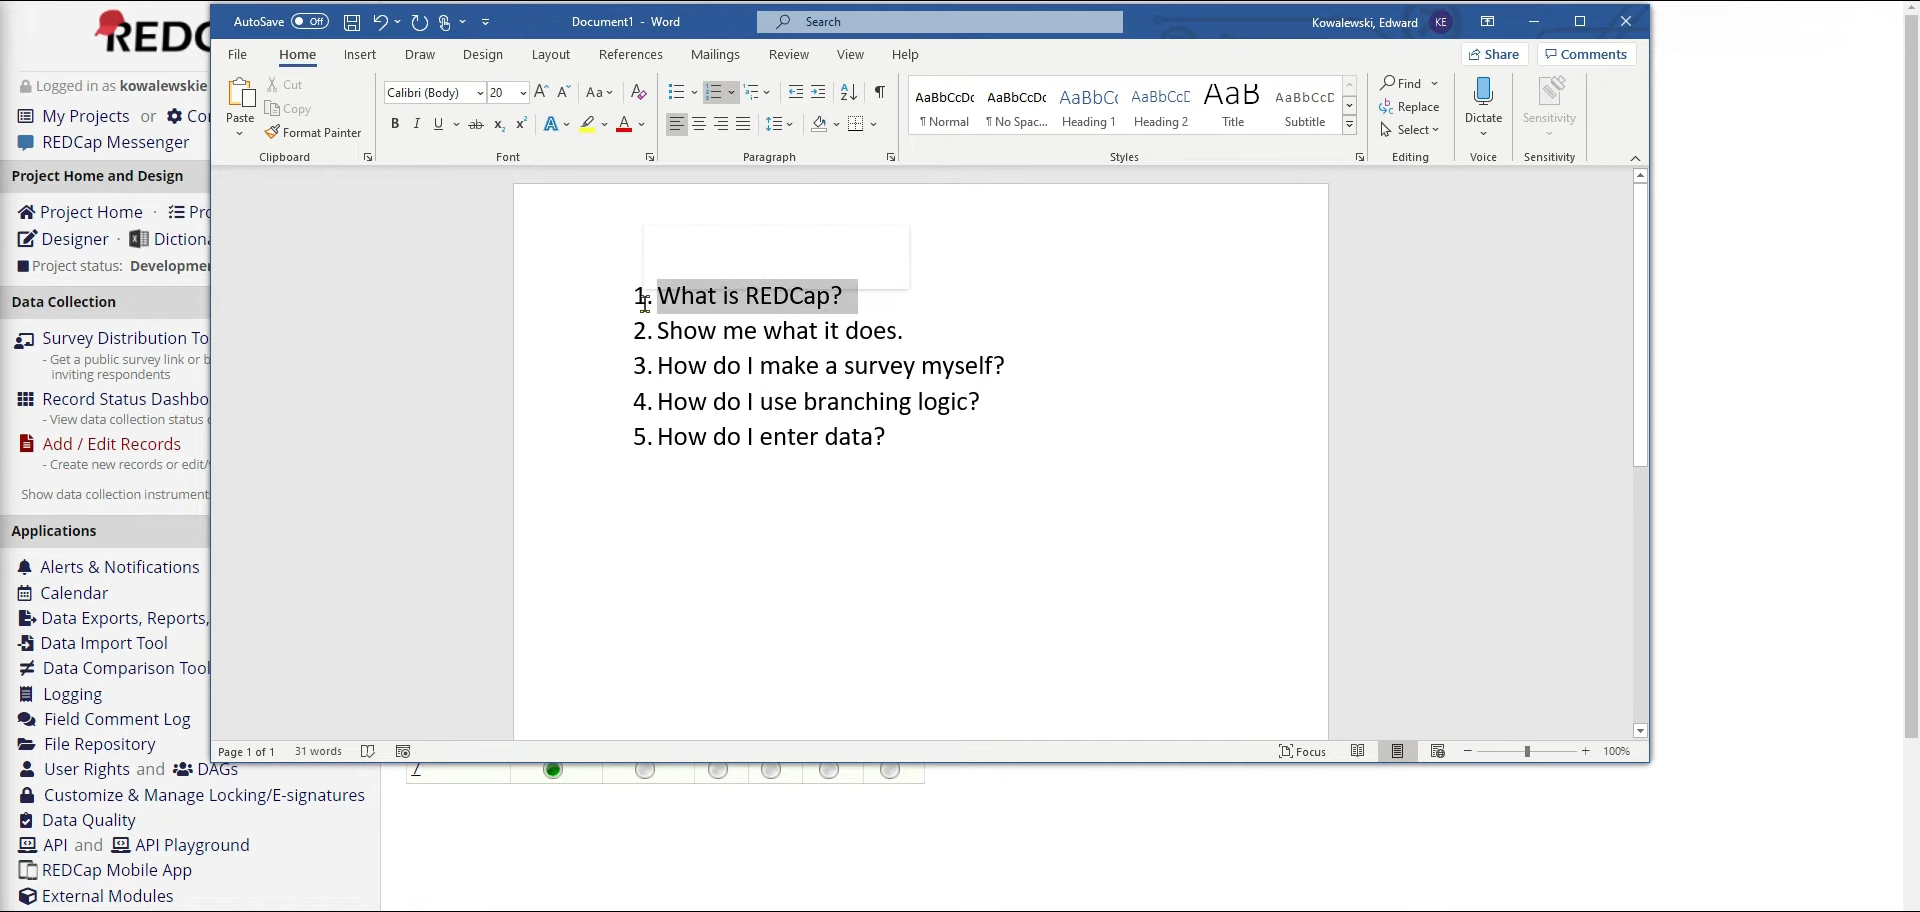 REDC
Logged in as kowalewskie
My Projects or Con
REDCap Messenger
Project Home and Design
Project Home · Pro
Designer · Dictiona
Project status: Developmen
Data Collection
Survey Distribution To
- Get a public survey link or b
inviting respondents
Record Status Dashbo
- View data collection status o
Add / Edit Records
- Create new records or edit/
Show data collection instrument
Applications
Alerts & Notifications
Calendar
Data Exports, Reports,
Data Import Tool
Data Comparison Tool
Logging
Field Comment Log
File Repository
User Rights and DAGs
Customize & Manage Locking/E-signatures
Data Quality
API and API Playground
REDCap Mobile App
External Modules
AutoSave Off
Document1 - Word
Search
Kowalewski, Edward KE
File Home Insert Draw Design Layout References Mailings Review View Help
Share Comments
Paste
Cut
Copy
Format Painter
Clipboard
Calibri (Body) 20
Font
Paragraph
AaBbCcDc AaBbCcDc AaBbCc AaBbCcD AaB AaBbCcD
¶ Normal ¶ No Spac... Heading 1 Heading 2 Title Subtitle
Styles
Find
Replace
Select
Editing
Dictate
Voice
Sensitivity
Sensitivity
1. What is REDCap?
2. Show me what it does.
3. How do I make a survey myself?
4. How do I use branching logic?
5. How do I enter data?
Page 1 of 1 31 words
Focus
100%
7